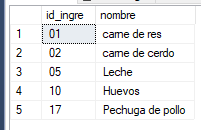 id_ingre nombre
1 01 carne de res
2 02 carne de cerdo
3 05 Leche
4 10 Huevos
5 17 Pechuga de pollo